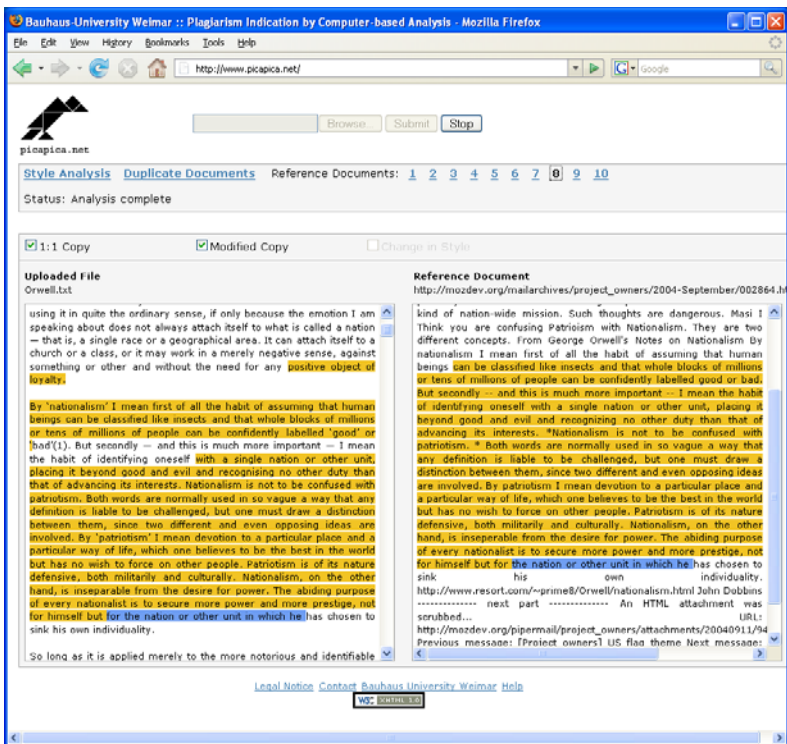 Bauhaus-University Weimar :: Plagiarism Indication by Computer-based Analysis - Mozilla Firefox
File Edit View History Bookmarks Tools Help
http://www.picapica.net/
G Google
Browse... Submit Stop
picapica.net
Style Analysis Duplicate Documents Reference Documents: 1 2 3 4 5 6 7 8 9 10
Status: Analysis complete
1:1 Copy Modified Copy Change in Style
Uploaded File
Orwell.txt
using it in quite the ordinary sense, if only because the emotion I am
speaking about does not always attach itself to what is called a nation
— that is, a single race or a geographical area. It can attach itself to a
church or a class, or it may work in a merely negative sense, against
something or other and without the need for any positive object of
loyalty.
By 'nationalism' I mean first of all the habit of assuming that human
beings can be classified like insects and that whole blocks of millions
or tens of millions of people can be confidently labelled 'good' or
'bad'(1). But secondly — and this is much more important — I mean
the habit of identifying oneself with a single nation or other unit,
placing it beyond good and evil and recognising no other duty than
that of advancing its interests. Nationalism is not to be confused with
patriotism. Both words are normally used in so vague a way that any
definition is liable to be challenged, but one must draw a distinction
between them, since two different and even opposing ideas are
involved. By 'patriotism' I mean devotion to a particular place and a
particular way of life, which one believes to be the best in the world
but has no wish to force on other people. Patriotism is of its nature
defensive, both militarily and culturally. Nationalism, on the other
hand, is inseparable from the desire for power. The abiding purpose
of every nationalist is to secure more power and more prestige, not
for himself but for the nation or other unit in which he has chosen to
sink his own individuality.
So long as it is applied merely to the more notorious and identifiable
Reference Document
http://mozdev.org/mailarchives/project_owners/2004-September/002864.h
kind of nation-wide mission. Such thoughts are dangerous. Masi I
Think you are confusing Patrioism with Nationalism. They are two
different concepts. From George Orwell's Notes on Nationalism By
nationalism I mean first of all the habit of assuming that human
beings can be classified like insects and that whole blocks of millions
or tens of millions of people can be confidently labelled good or bad.
But secondly -- and this is much more important -- I mean the habit
of identifying oneself with a single nation or other unit, placing it
beyond good and evil and recognizing no other duty than that of
advancing its interests. *Nationalism is not to be confused with
patriotism. * Both words are normally used in so vague a way that
any definition is liable to be challenged, but one must draw a
distinction between them, since two different and even opposing ideas
are involved. By patriotism I mean devotion to a particular place and
a particular way of life, which one believes to be the best in the world
but has no wish to force on other people. Patriotism is of its nature
defensive, both militarily and culturally. Nationalism, on the other
hand, is inseparable from the desire for power. The abiding purpose
of every nationalist is to secure more power and more prestige, not
for himself but for the nation or other unit in which he has chosen to
sink his own individuality.
http://www.resort.com/~prime8/Orwell/nationalism.html John Dobbins
-------------- next part -------------- An HTML attachment was
scrubbed... URL:
http://mozdev.org/pipermail/project_owners/attachments/20040911/94
Previous message: [Project owners] US flag theme Next message:
Legal Notice Contact Bauhaus University Weimar Help
W3C XHTML 1.0